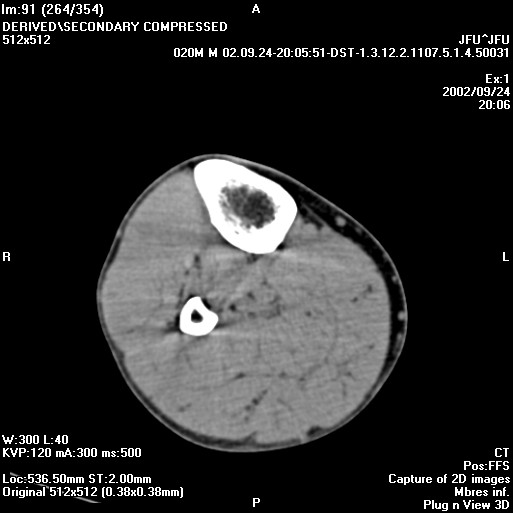 Im:91 (264/354)
A
DERIVED\SECONDARY COMPRESSED
512x512
JFU^JFU
020M M 02.09.24-20:05:51-DST-1.3.12.2.1107.5.1.4.50031
Ex:1
2002/09/24
20:06
R
L
W:300 L:40
KVP:120 mA:300 ms:500
CT
Pos:FFS
Loc:536.50mm ST:2.00mm
Capture of 2D images
Original 512x512 (0.38x0.38mm)
Mbres inf.
P
Plug n View 3D